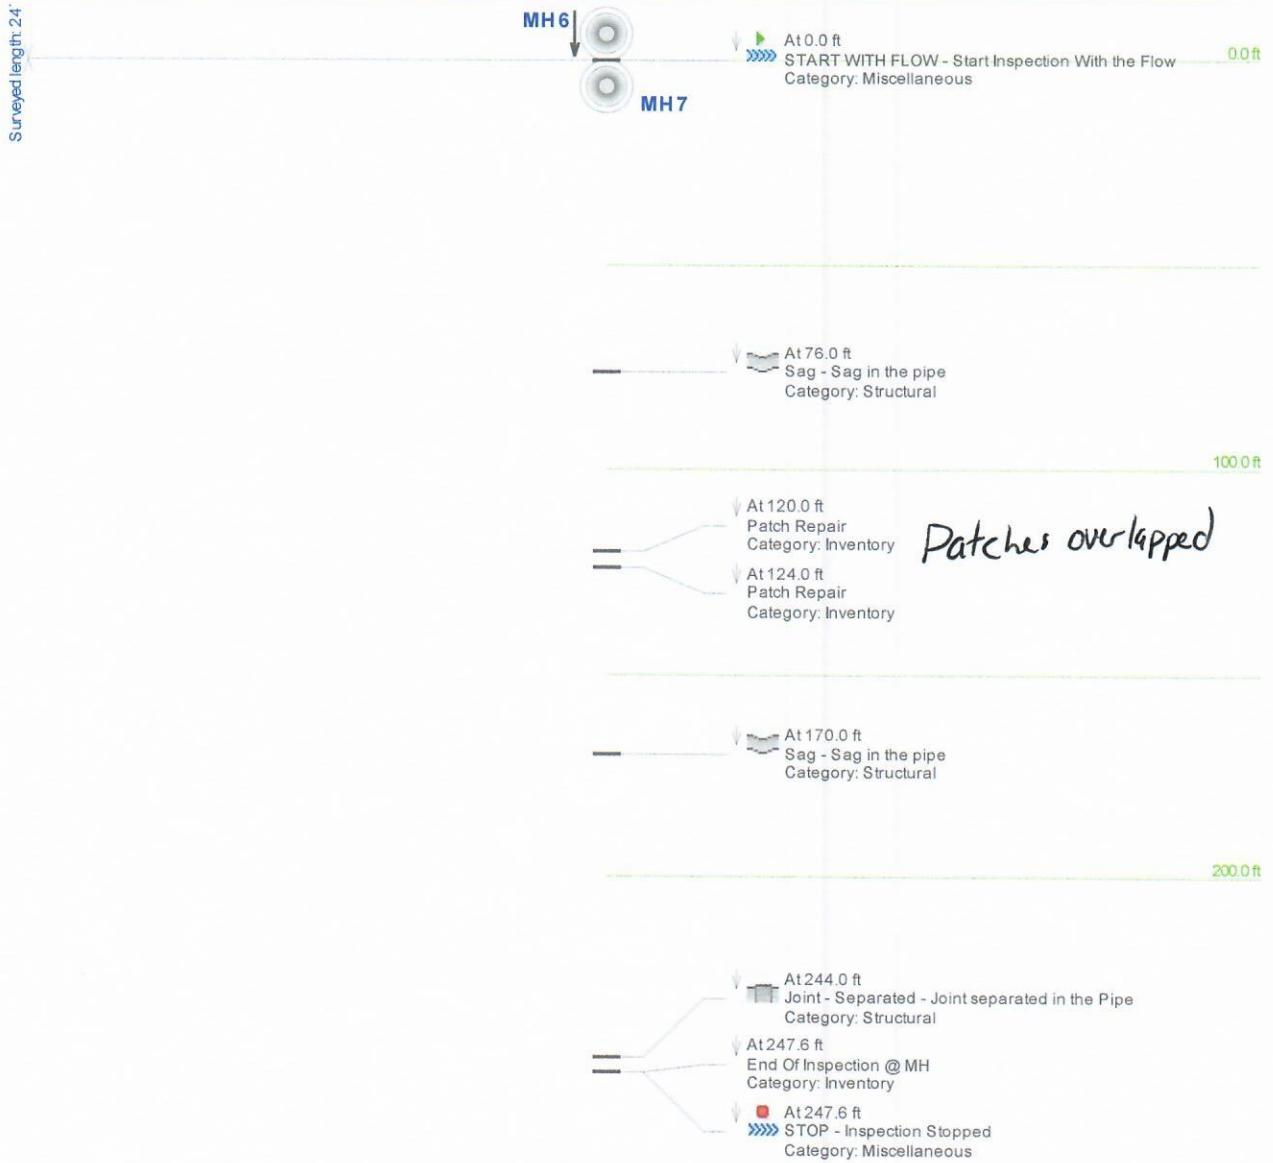 Surveyed length: 24'
MH6
MH7
At 0.0 ft
START WITH FLOW - Start Inspection With the Flow
Category: Miscellaneous
0.0 ft
At 76.0 ft
Sag - Sag in the pipe
Category: Structural
100.0 ft
At 120.0 ft
Patch Repair
Category: Inventory
Patches overlapped
At 124.0 ft
Patch Repair
Category: Inventory
At 170.0 ft
Sag - Sag in the pipe
Category: Structural
200.0 ft
At 244.0 ft
Joint - Separated - Joint separated in the Pipe
Category: Structural
At 247.6 ft
End Of Inspection @ MH
Category: Inventory
At 247.6 ft
STOP - Inspection Stopped
Category: Miscellaneous